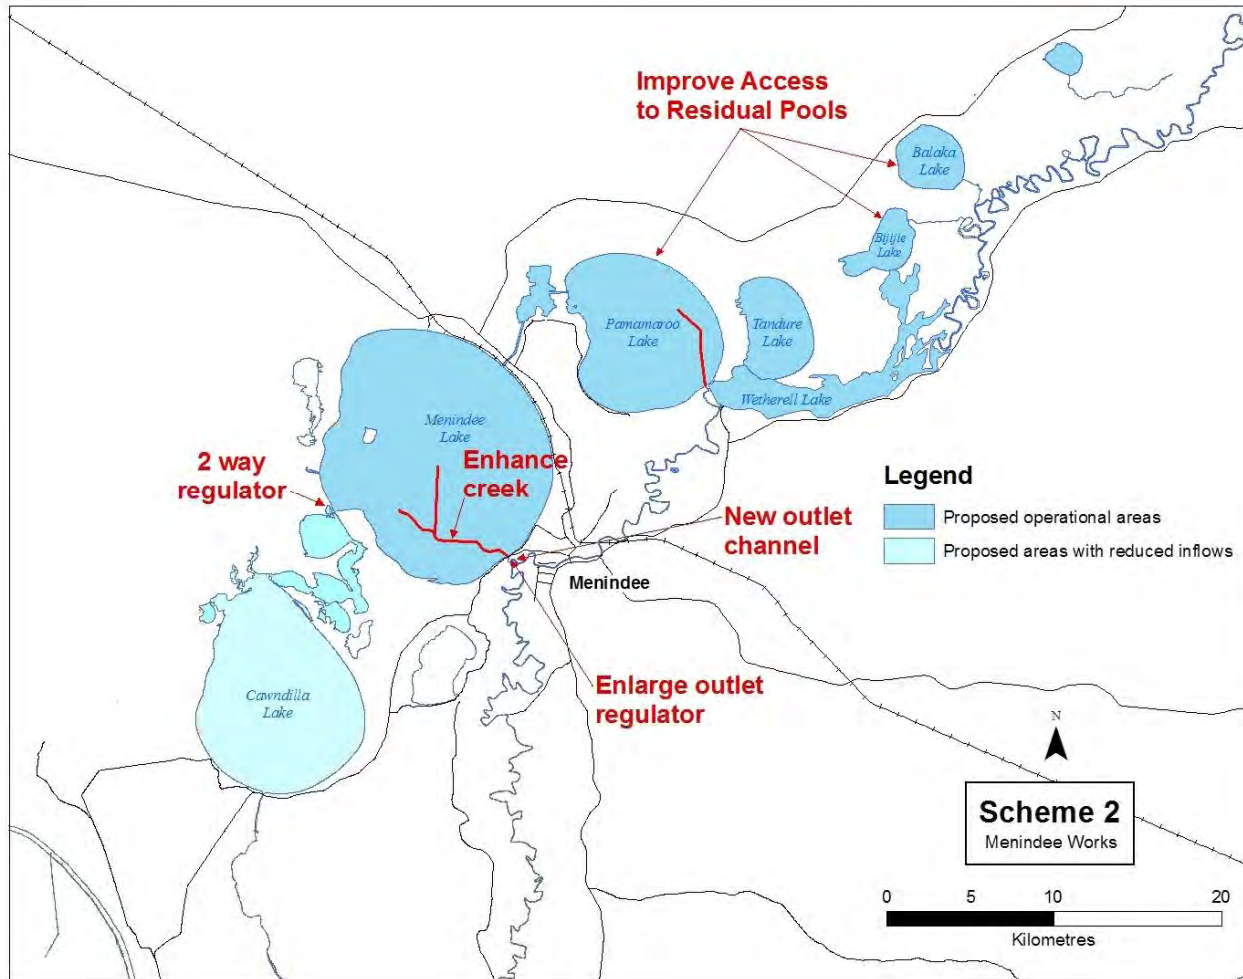 Improve Access
to Residual Pools
Balaka
Lake
Bijijie
Lake
Pamamaroo
Lake
Tandure
Lake
Wetherell Lake
Menindee
Lake
2 way
regulator
Enhance
creek
New outlet
channel
Menindee
Enlarge outlet
regulator
Cawndilla
Lake
Legend
Proposed operational areas
Proposed areas with reduced inflows
N
Scheme 2
Menindee Works
0 5 10 20
Kilometres